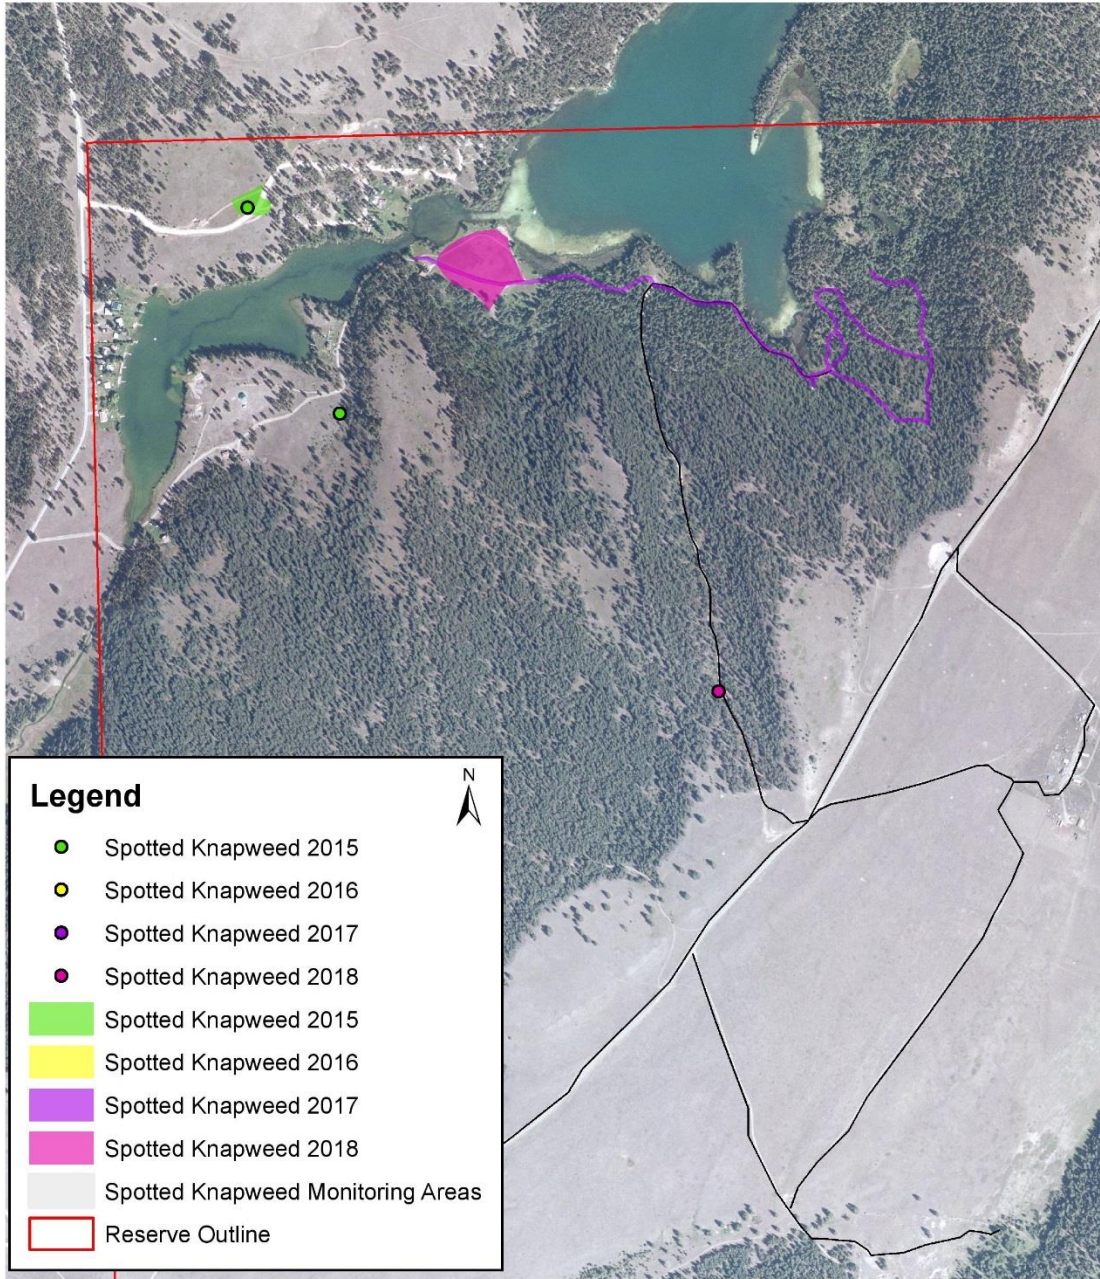 N
Legend
Spotted Knapweed 2015
Spotted Knapweed 2016
Spotted Knapweed 2017
Spotted Knapweed 2018
Spotted Knapweed 2015
Spotted Knapweed 2016
Spotted Knapweed 2017
Spotted Knapweed 2018
Spotted Knapweed Monitoring Areas
Reserve Outline